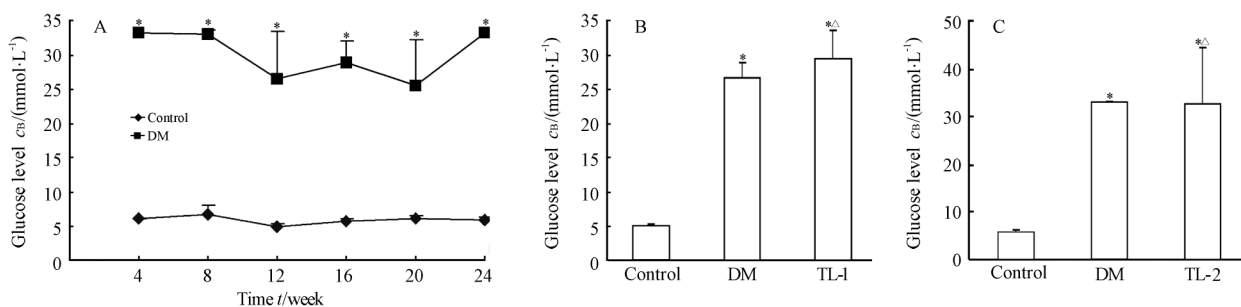 A
Glucose level cB/(mmol·L⁻¹)
35
30
25
20
15
10
5
0
* * * * * *
Control
DM
4 8 12 16 20 24
Time t/week
B
Glucose level cB/(mmol·L⁻¹)
35
30
25
20
15
10
5
0
* *△
Control DM TL-1
C
Glucose level cB/(mmol·L⁻¹)
50
40
30
20
10
0
* *△
Control DM TL-2